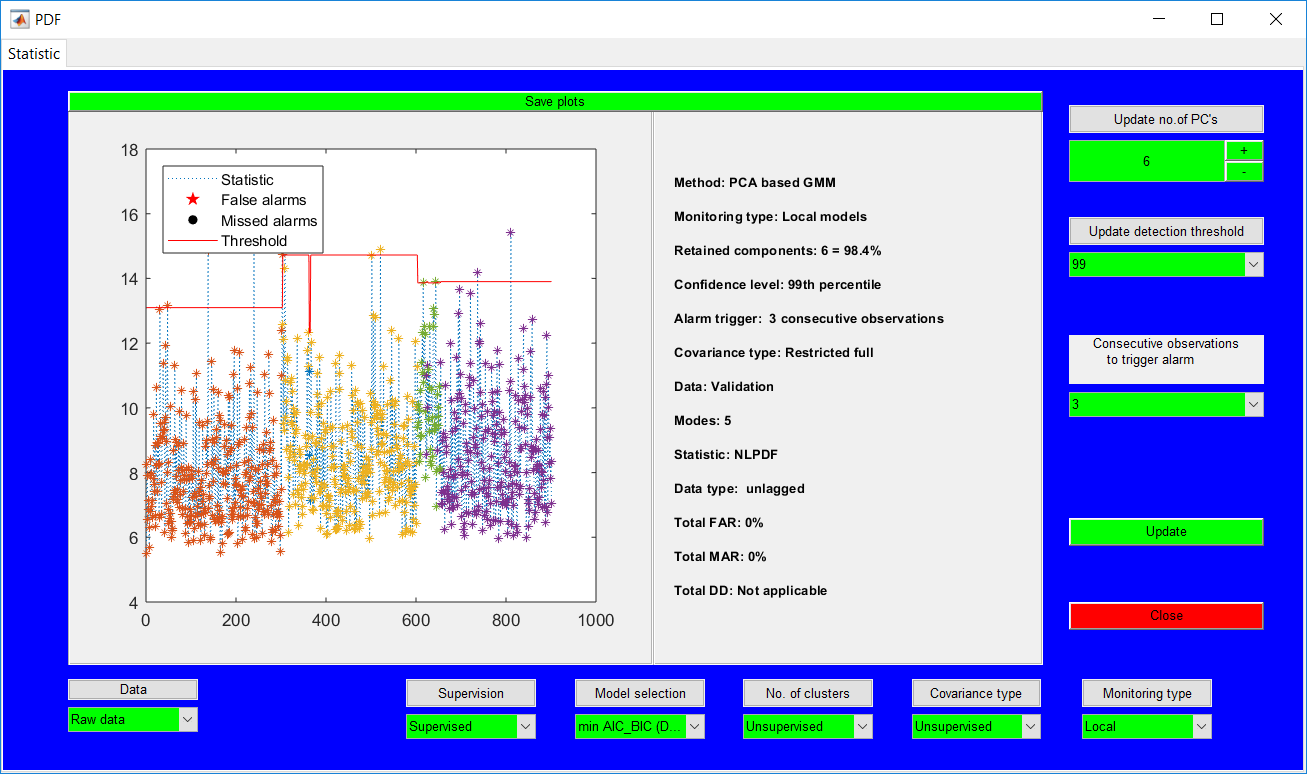 PDF
Statistic
Save plots
18
16
14
12
10
8
6
4
0
200
400
600
800
1000
Statistic
False alarms
Missed alarms
Threshold
Method: PCA based GMM
Monitoring type: Local models
Retained components: 6 = 98.4%
Confidence level: 99th percentile
Alarm trigger:  3 consecutive observations
Covariance type: Restricted full
Data: Validation
Modes: 5
Statistic: NLPDF
Data type:  unlagged
Total FAR: 0%
Total MAR: 0%
Total DD: Not applicable
Update no.of PC's
6
+
-
Update detection threshold
99
Consecutive observations
to trigger alarm
3
Update
Close
Data
Raw data
Supervision
Supervised
Model selection
min AIC_BIC (D...
No. of clusters
Unsupervised
Covariance type
Unsupervised
Monitoring type
Local